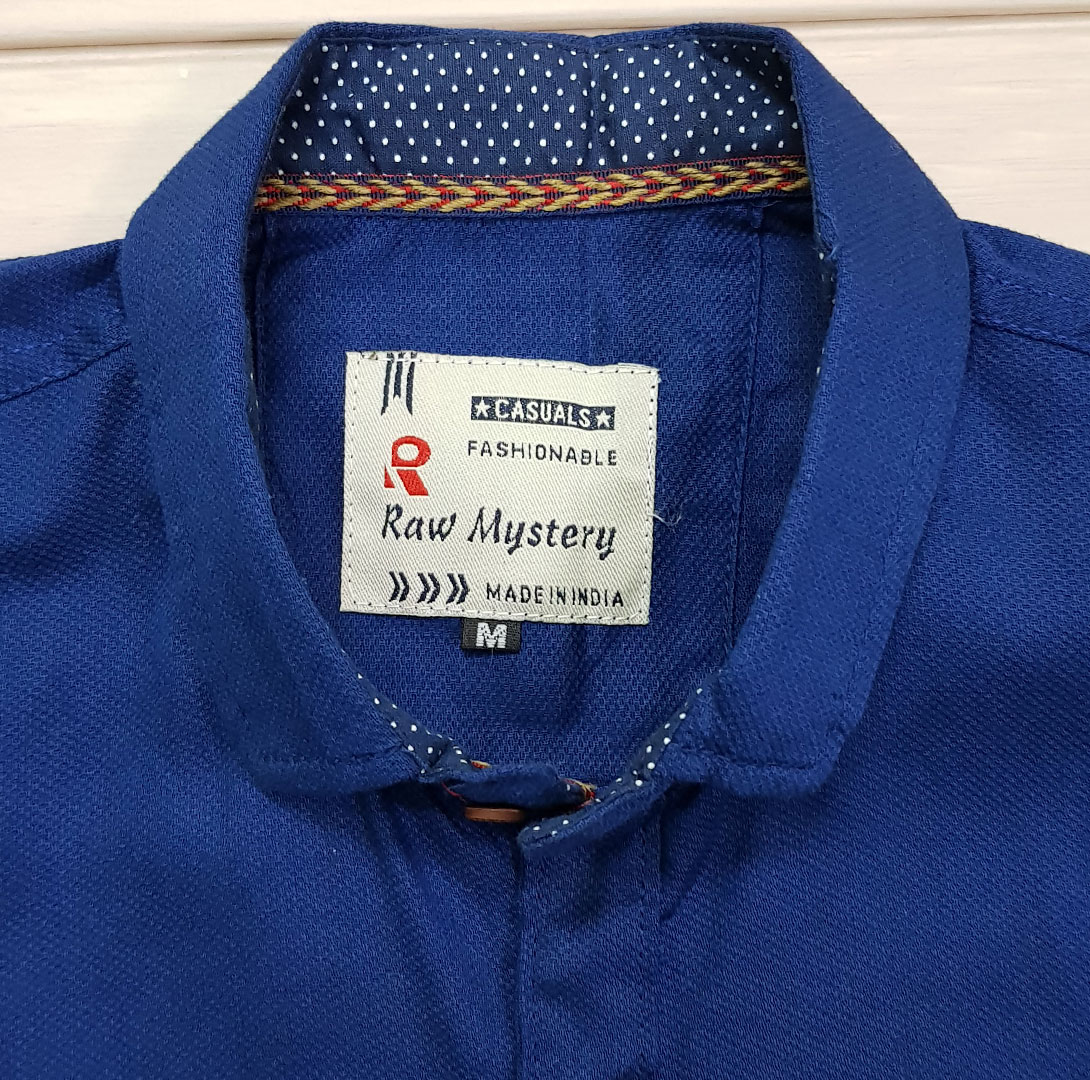 ★CASUALS★
FASHIONABLE
R
Raw Mystery
»» MADE IN INDIA
M